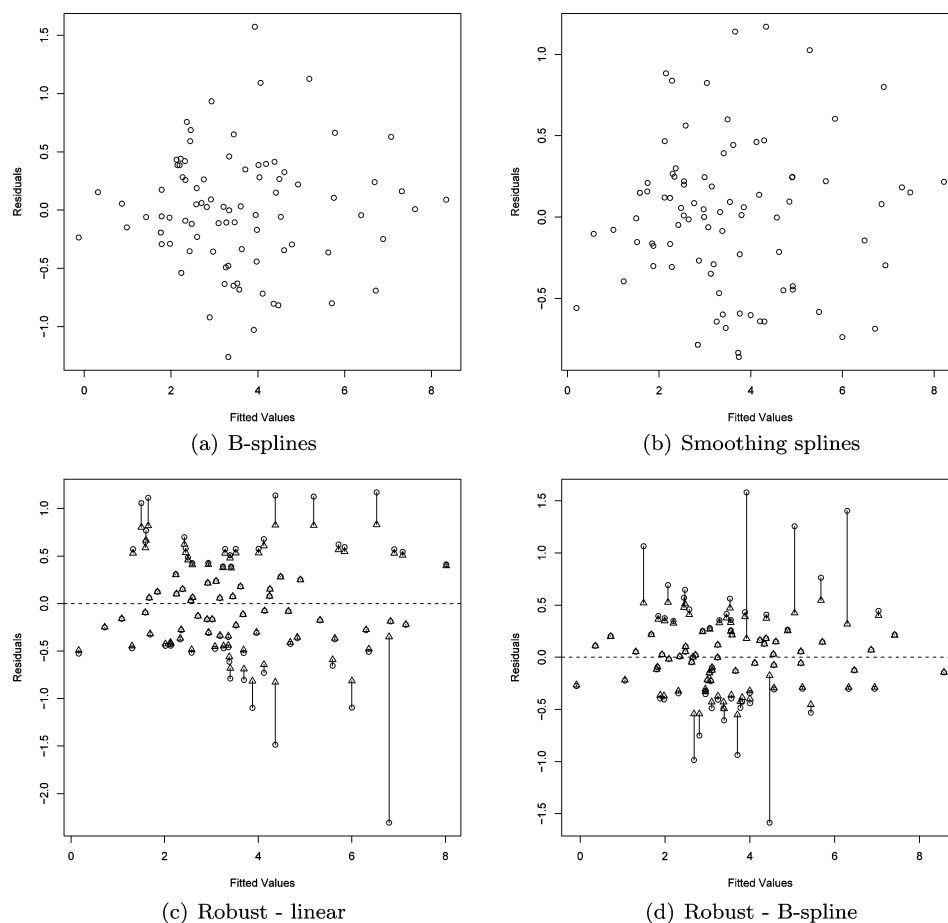 1.5
1.0
0.5
0.0
−0.5
−1.0
Residuals
0 2 4 6 8
Fitted Values
(a) B-splines
1.0
0.5
0.0
−0.5
Residuals
0 2 4 6 8
Fitted Values
(b) Smoothing splines
1.0
0.5
0.0
−0.5
−1.0
−1.5
−2.0
Residuals
0 2 4 6 8
Fitted Values
(c) Robust - linear
1.5
1.0
0.5
0.0
−0.5
−1.0
−1.5
Residuals
0 2 4 6 8
Fitted Values
(d) Robust - B-spline